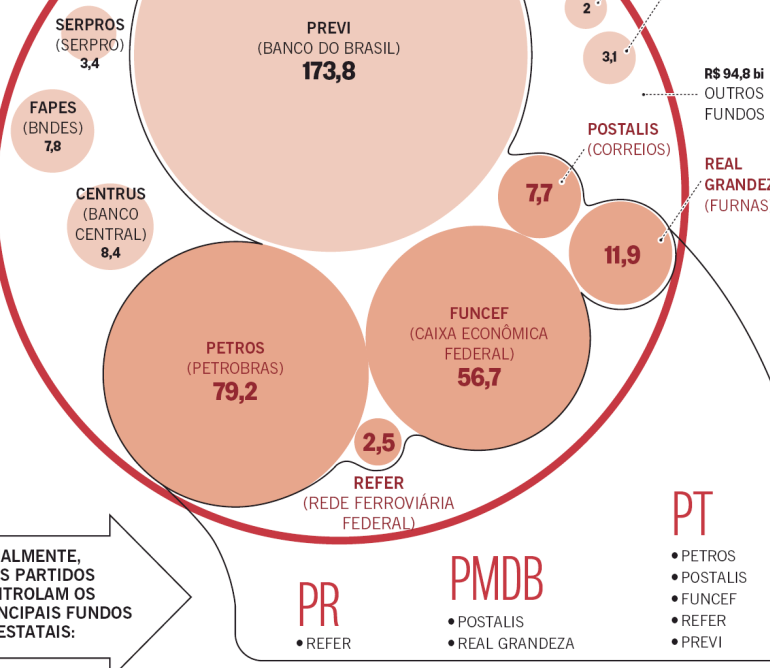 SERPROS
(SERPRO)
3,4
PREVI
(BANCO DO BRASIL)
173,8
2
3,1
R$ 94,8 bi
OUTROS
FUNDOS
FAPES
(BNDES)
7,8
POSTALIS
(CORREIOS)
7,7
REAL
GRANDEZ
(FURNAS
11,9
CENTRUS
(BANCO
CENTRAL)
8,4
FUNCEF
(CAIXA ECONÔMICA
FEDERAL)
56,7
PETROS
(PETROBRAS)
79,2
2,5
REFER
(REDE FERROVIÁRIA
FEDERAL)
ALMENTE,
S PARTIDOS
NTROLAM OS
NCIPAIS FUNDOS
ESTATAIS:
PR
• REFER
PMDB
• POSTALIS
• REAL GRANDEZA
PT
• PETROS
• POSTALIS
• FUNCEF
• REFER
• PREVI